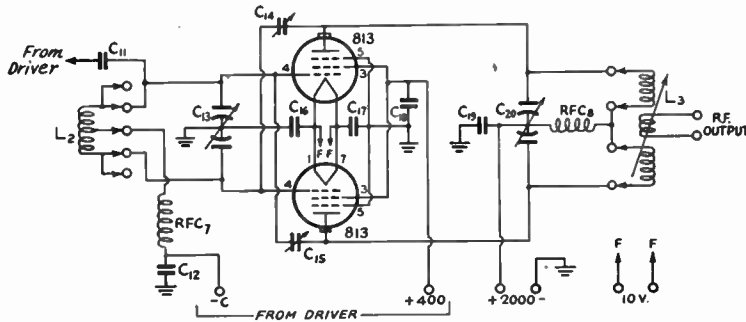 C14
813
C11
From
Driver
5
4
3
L2
C13
C16
C17
C18
C19
C20
RFC8
L3
R.F.
OUTPUT
F F
1 7
4
3
5
RFC7
813
C15
C12
-C
FROM DRIVER
+400
+2000-
F F
10 V.